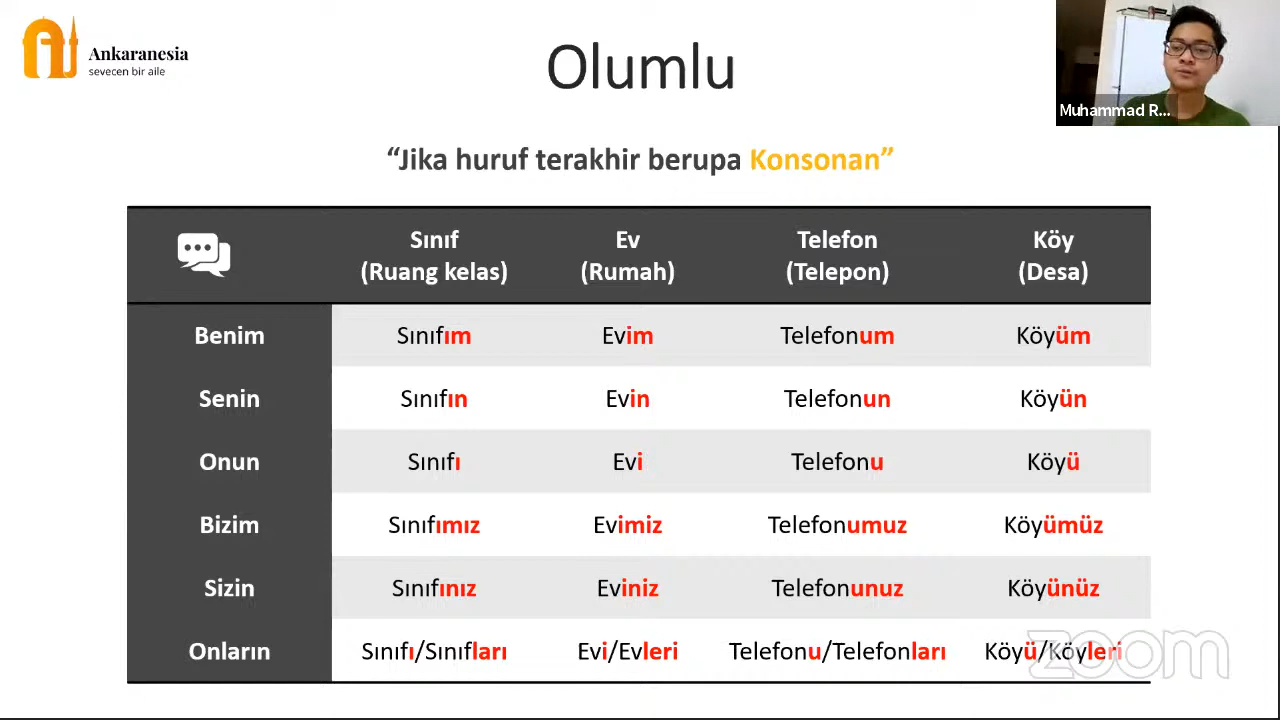 Ankaranesia
sevecen bir aile
Olumlu
Muhammad R...
“Jika huruf terakhir berupa Konsonan”
Sınıf Ev Telefon Köy
(Ruang kelas) (Rumah) (Telepon) (Desa)
Benim Sınıfım Evim Telefonum Köyüm
Senin Sınıfın Evin Telefonun Köyün
Onun Sınıfı Evi Telefonu Köyü
Bizim Sınıfımız Evimiz Telefonumuz Köyümüz
Sizin Sınıfınız Eviniz Telefonunuz Köyünüz
Onların Sınıfı/Sınıfları Evi/Evleri Telefonu/Telefonları Köyü/Köyleri
zoom